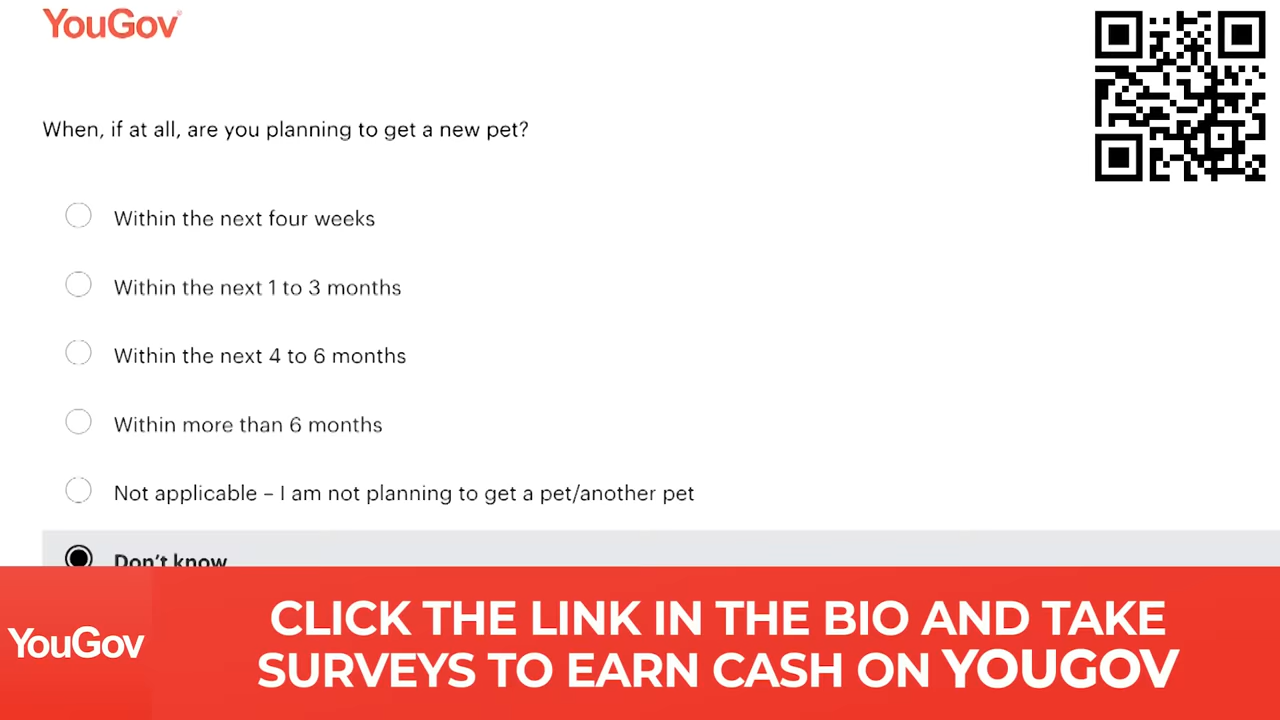 YouGov
When, if at all, are you planning to get a new pet?
Within the next four weeks
Within the next 1 to 3 months
Within the next 4 to 6 months
Within more than 6 months
Not applicable – I am not planning to get a pet/another pet
Don't know
YouGov
CLICK THE LINK IN THE BIO AND TAKE
SURVEYS TO EARN CASH ON YOUGOV